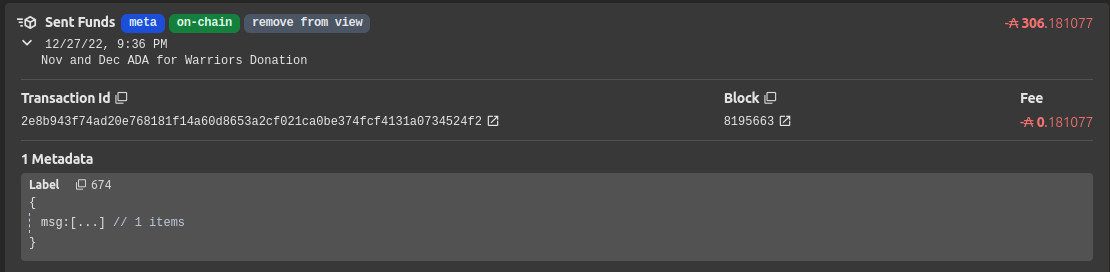 Sent Funds meta on-chain remove from view -₳ 306.181077
12/27/22, 9:36 PM
Nov and Dec ADA for Warriors Donation
Transaction Id Block Fee
2e8b943f74ad20e768181f14a60d8653a2cf021ca0be374fcf4131a0734524f2 8195663 -₳ 0.181077
1 Metadata
Label 674
{
msg:[...] // 1 items
}